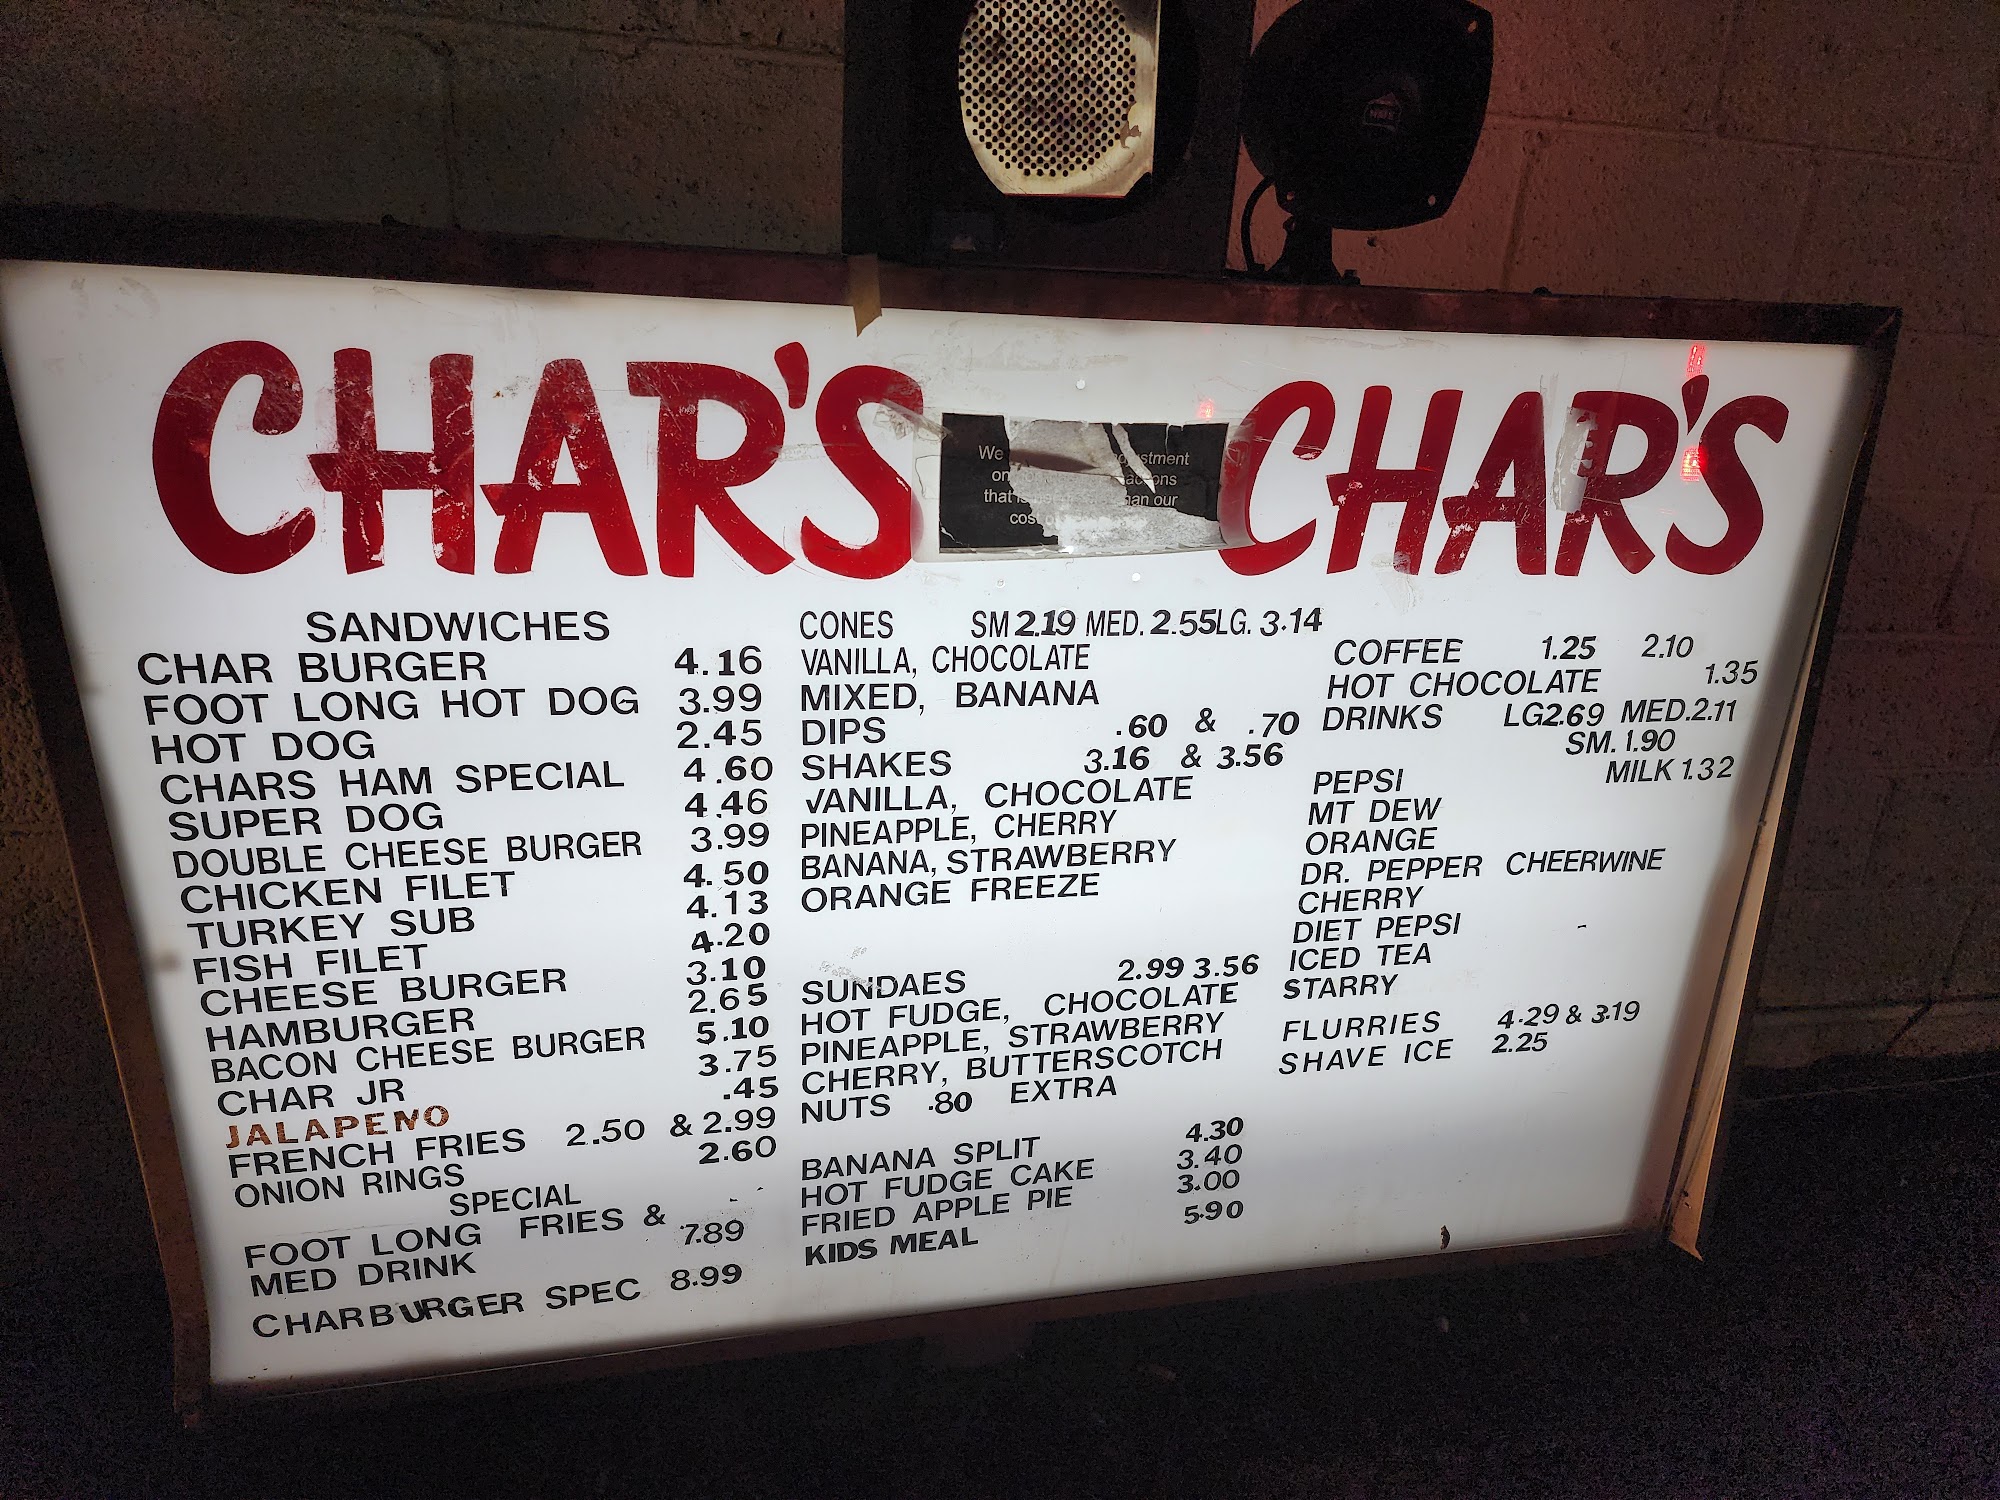 CHAR'S CHAR'S
We
adjustment
on
that
than our
cost
SANDWICHES
CHAR BURGER 4.16
FOOT LONG HOT DOG 3.99
HOT DOG 2.45
CHARS HAM SPECIAL 4.60
SUPER DOG 4.46
DOUBLE CHEESE BURGER 3.99
CHICKEN FILET 4.50
TURKEY SUB 4.13
FISH FILET 4.20
CHEESE BURGER 3.10
HAMBURGER 2.65
BACON CHEESE BURGER 5.10
CHAR JR 3.75
JALAPENO .45
FRENCH FRIES 2.50 & 2.99
ONION RINGS 2.60
SPECIAL
FOOT LONG FRIES & 7.89
MED DRINK
CHARBURGER SPEC 8.99
CONES SM 2.19 MED. 2.55 LG. 3.14
VANILLA, CHOCOLATE
MIXED, BANANA
DIPS .60 & .70
SHAKES 3.16 & 3.56
VANILLA, CHOCOLATE
PINEAPPLE, CHERRY
BANANA, STRAWBERRY
ORANGE FREEZE
SUNDAES 2.99 3.56
HOT FUDGE, CHOCOLATE
PINEAPPLE, STRAWBERRY
CHERRY, BUTTERSCOTCH
NUTS .80 EXTRA
BANANA SPLIT 4.30
HOT FUDGE CAKE 3.40
FRIED APPLE PIE 3.00
KIDS MEAL 5.90
COFFEE 1.25 2.10
HOT CHOCOLATE 1.35
DRINKS LG 2.69 MED. 2.11
SM. 1.90
MILK 1.32
PEPSI
MT DEW
ORANGE
DR. PEPPER CHEERWINE
CHERRY
DIET PEPSI
ICED TEA
STARRY
FLURRIES 4.29 & 3.19
SHAVE ICE 2.25